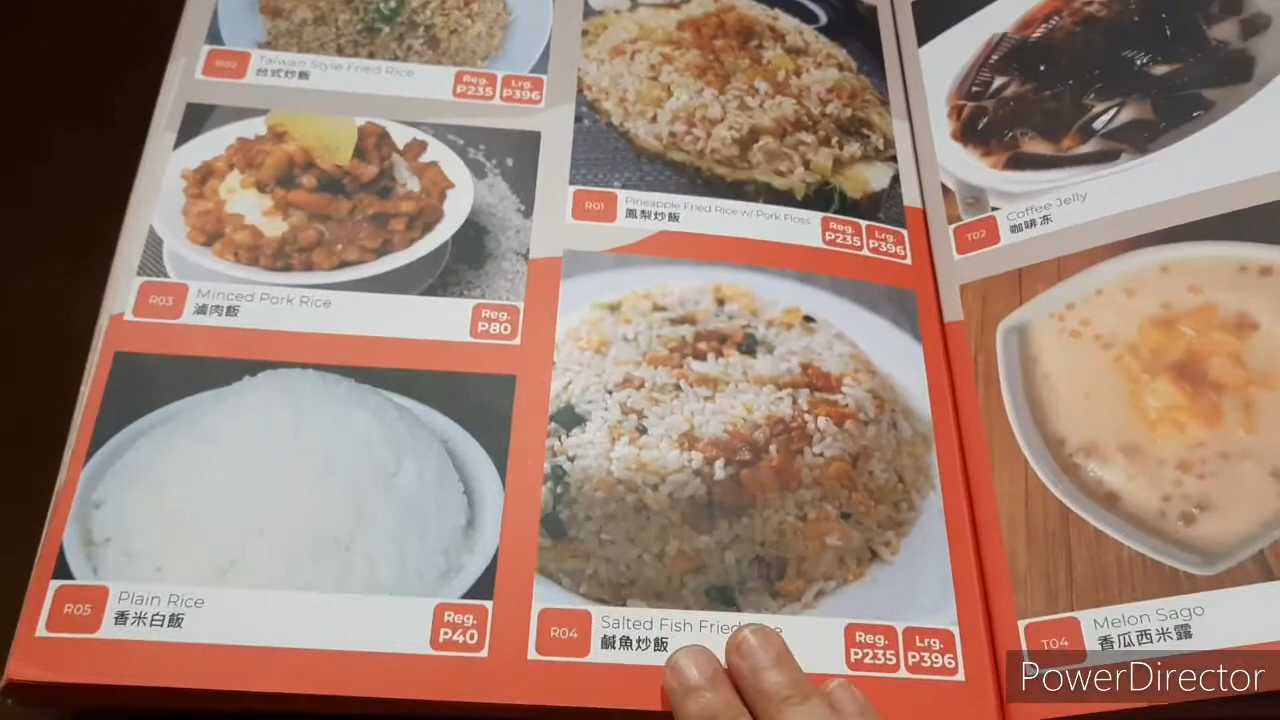 R02
Taiwan Style Fried Rice
台式炒飯
Reg.
P235
Lrg.
P396
R01
Pineapple Fried Rice w/ Pork Floss
鳳梨炒飯
Reg.
P235
Lrg.
P396
T02
Coffee Jelly
咖啡冻
R03
Minced Pork Rice
滷肉飯
Reg.
P80
R05
Plain Rice
香米白飯
Reg.
P40
R04
Salted Fish Fried
鹹魚炒飯
Reg.
P235
Lrg.
P396
T04
Melon Sago
香瓜西米露
PowerDirector